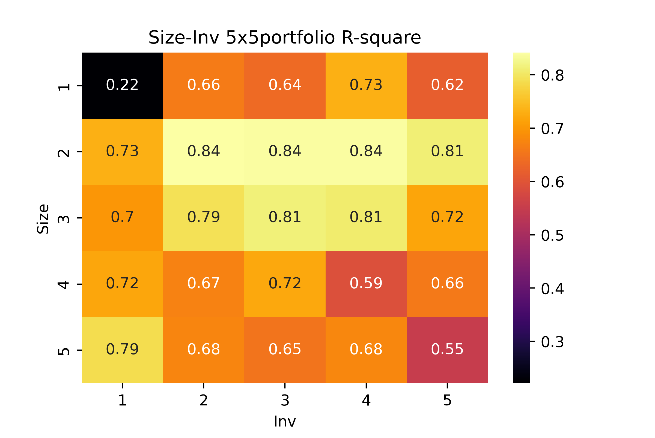 Size-Inv 5x5portfolio R-square
1 0.22 0.66 0.64 0.73 0.62
2 0.73 0.84 0.84 0.84 0.81
3 0.7 0.79 0.81 0.81 0.72
4 0.72 0.67 0.72 0.59 0.66
5 0.79 0.68 0.65 0.68 0.55
1 2 3 4 5
Size
Inv
0.8
0.7
0.6
0.5
0.4
0.3